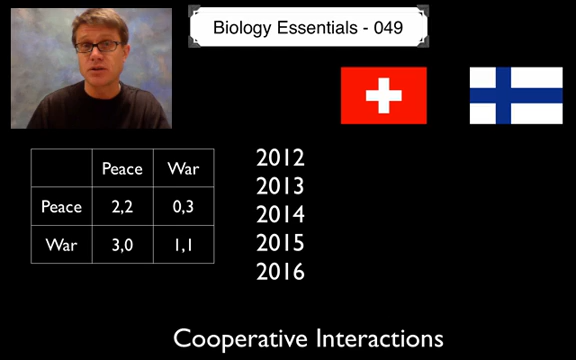 Biology Essentials - 049
Peace War
Peace 2,2 0,3
War 3,0 1,1
2012
2013
2014
2015
2016
Cooperative Interactions